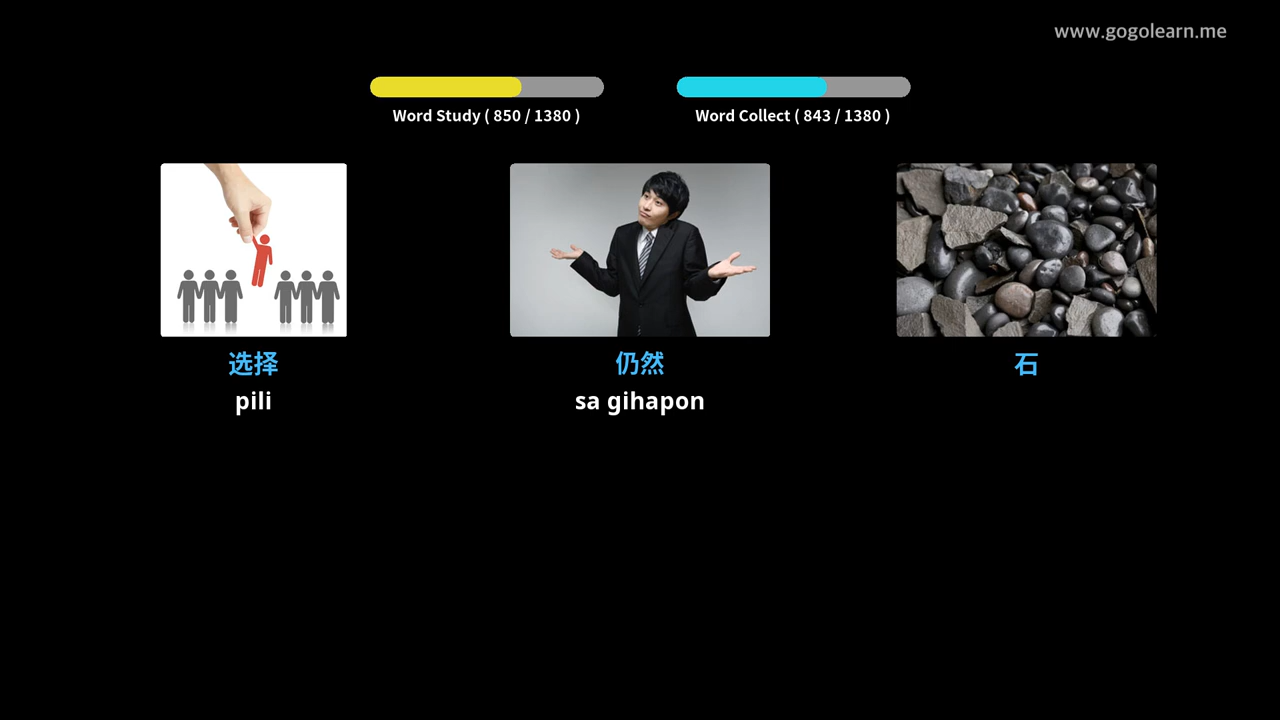 www.gogolearn.me
Word Study ( 850 / 1380 )
Word Collect ( 843 / 1380 )
选择
pili
仍然
sa gihapon
石